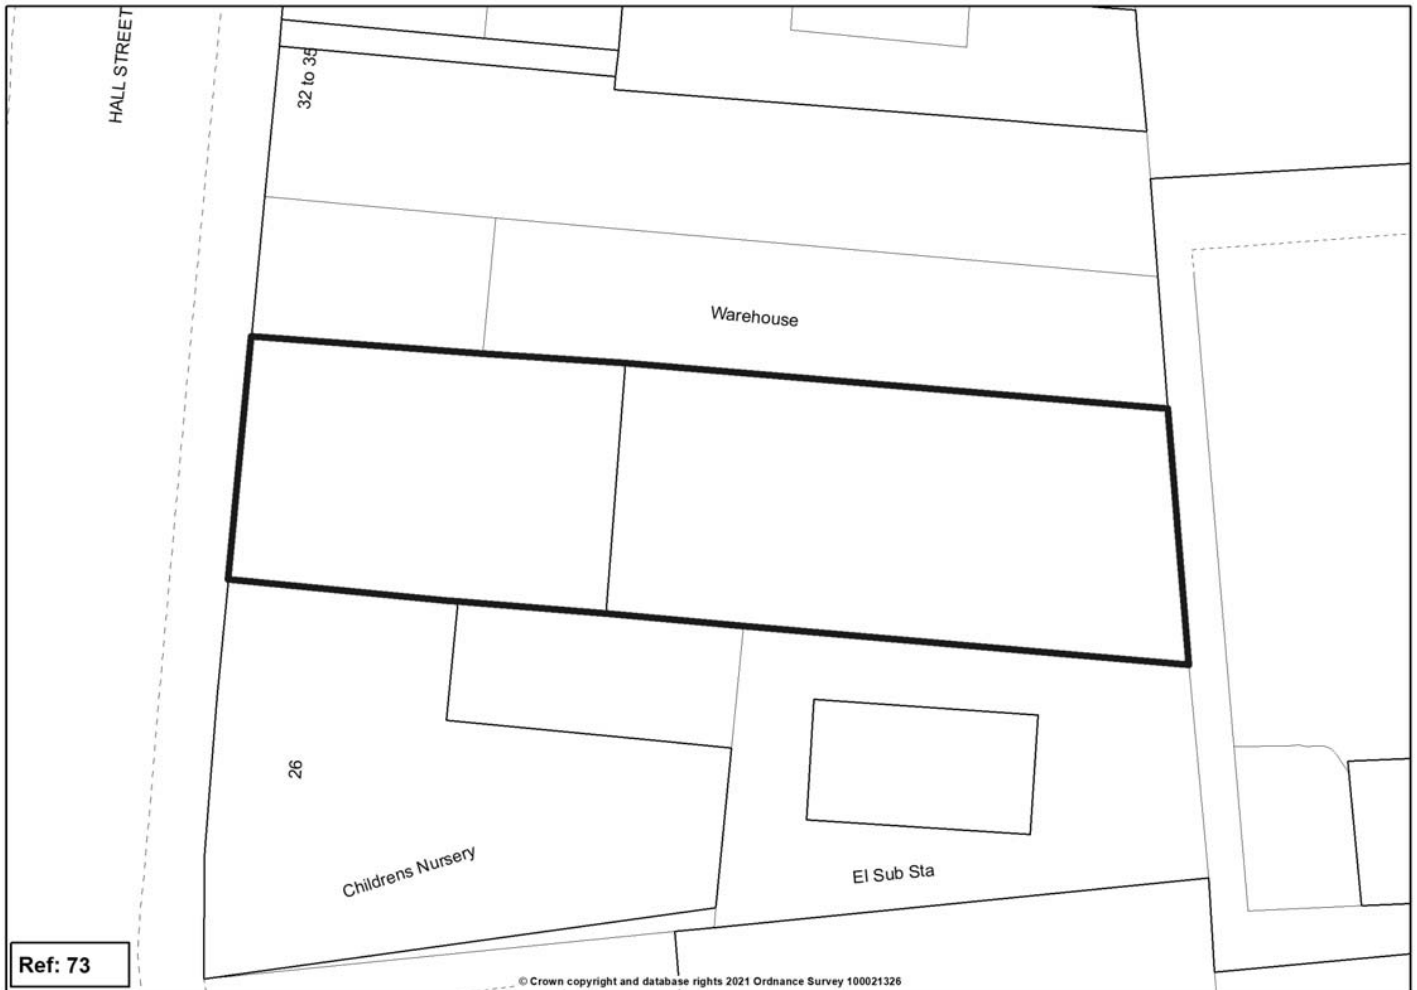 HALL STREET
32 to 35
Warehouse
26
Childrens Nursery
El Sub Sta
Ref: 73
© Crown copyright and database rights 2021 Ordnance Survey 100021326